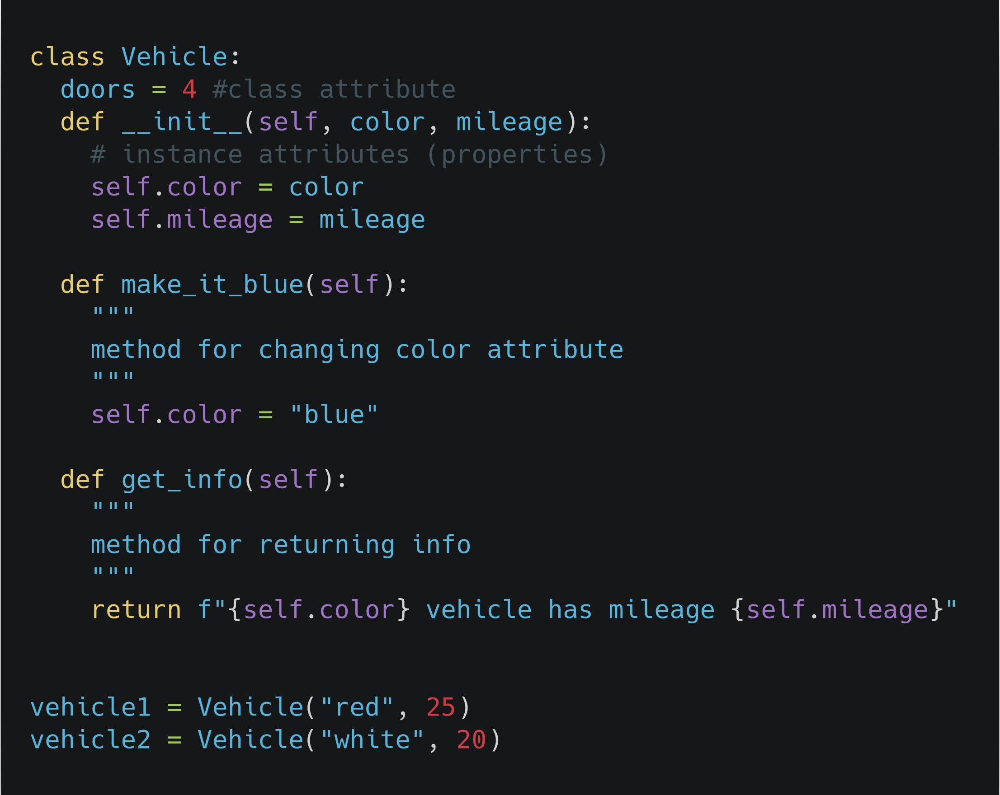 class Vehicle:
  doors = 4 #class attribute
  def __init__(self, color, mileage):
    # instance attributes (properties)
    self.color = color
    self.mileage = mileage

  def make_it_blue(self):
    """
    method for changing color attribute
    """
    self.color = "blue"

  def get_info(self):
    """
    method for returning info
    """
    return f"{self.color} vehicle has mileage {self.mileage}"


vehicle1 = Vehicle("red", 25)
vehicle2 = Vehicle("white", 20)